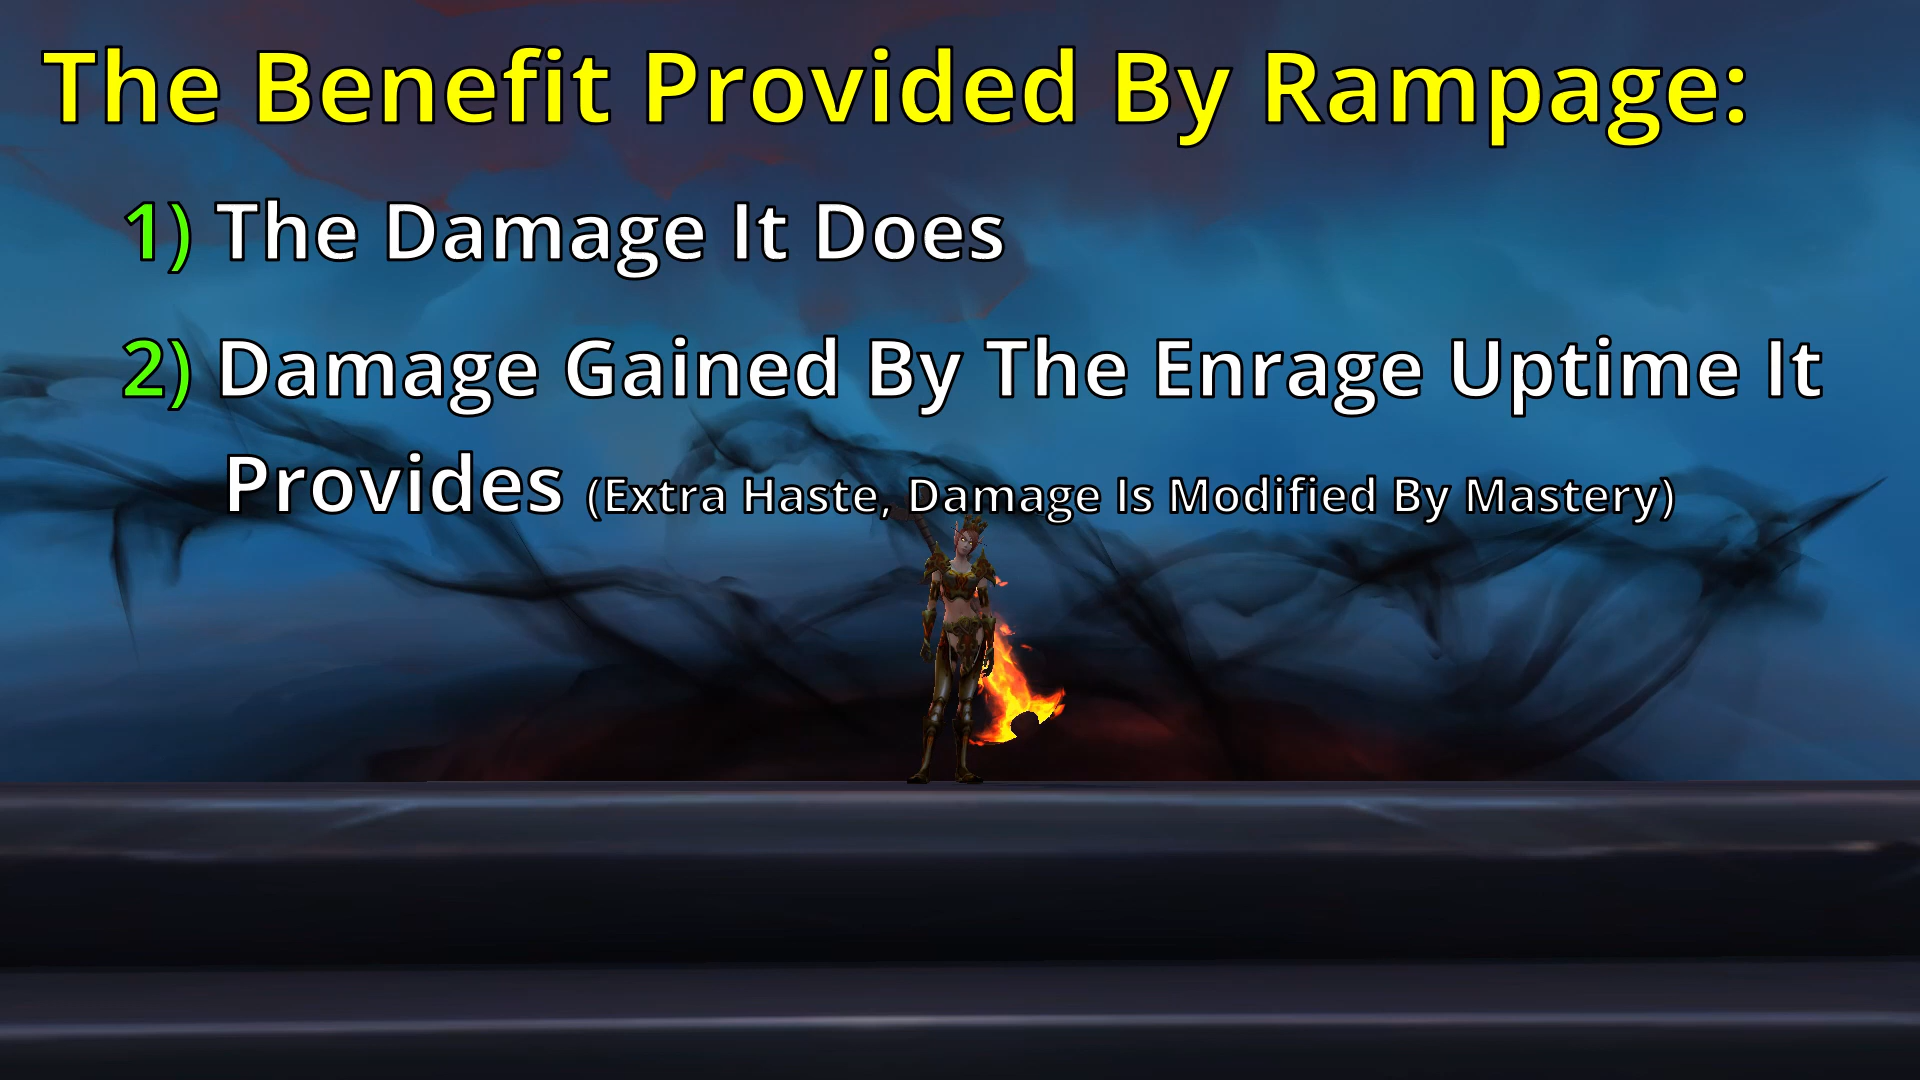 The Benefit Provided By Rampage:
1) The Damage It Does
2) Damage Gained By The Enrage Uptime It
Provides (Extra Haste, Damage Is Modified By Mastery)